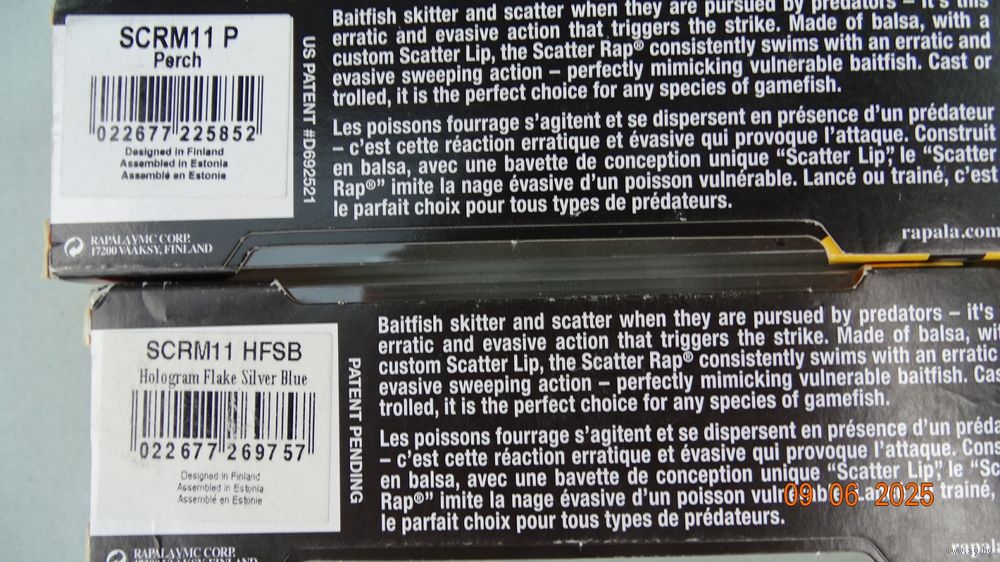 SCRM11 P
Perch
022677 225852
Designed in Finland
Assembled in Estonia
Assemblé en Estonie
US PATENT #D692521
Baitfish skitter and scatter when they are pursued by predators – it's this
erratic and evasive action that triggers the strike. Made of balsa, with a
custom Scatter Lip, the Scatter Rap® consistently swims with an erratic and
evasive sweeping action – perfectly mimicking vulnerable baitfish. Cast or
trolled, it is the perfect choice for any species of gamefish.
Les poissons fourrage s'agitent et se dispersent en présence d'un prédateur
– c'est cette réaction erratique et évasive qui provoque l'attaque. Construit
en balsa, avec une bavette de conception unique “Scatter Lip”, le “Scatter
Rap®” imite la nage évasive d'un poisson vulnérable. Lancé ou trainé, c'est
le parfait choix pour tous types de prédateurs.
RAPALA VMC CORP.
17200 VÄÄKSY, FINLAND
rapala.com
SCRM11 HFSB
Hologram Flake Silver Blue
022677 269757
Designed in Finland
Assembled in Estonia
Assemblé en Estonie
PATENT PENDING
Baitfish skitter and scatter when they are pursued by predators – it's
erratic and evasive action that triggers the strike. Made of balsa, wi
custom Scatter Lip, the Scatter Rap® consistently swims with an erratic
evasive sweeping action – perfectly mimicking vulnerable baitfish. Cas
trolled, it is the perfect choice for any species of gamefish.
Les poissons fourrage s'agitent et se dispersent en présence d'un préda
– c'est cette réaction erratique et évasive qui provoque l'attaque. Cons
en balsa, avec une bavette de conception unique “Scatter Lip”, le “Sc
Rap®” imite la nage évasive d'un poisson trainé,
le parfait choix pour tous types de prédateurs.
09 06 2025
RAPALA VMC CORP.
rapala